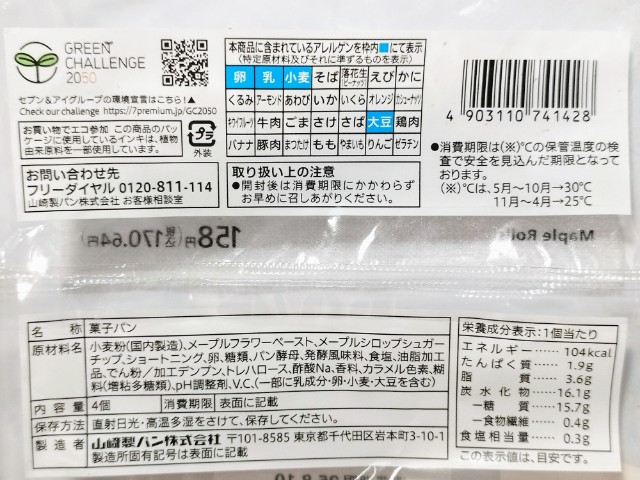 GREEN
CHALLENGE
2050
セブン&アイグループの環境宣言はこちら!▲
Check our challenge https://7premium.jp/GC2050
お買い物でエコ参加 この商品のパッ
ケージに使用しているインキは、植物
由来原料を一部使用しています。
プラ
外装
お問い合わせ先
フリーダイヤル 0120-811-114
山崎製パン株式会社 お客様相談室
本商品に含まれているアレルゲンを枠内■にて表示
(特定原材料及びそれに準ずるものを表示)
卵 乳 小麦 そば 落花生(ピーナッツ) えび かに
くるみ アーモンド あわび いか いくら オレンジ カシューナッツ
キウイフルーツ 牛肉 ごま さけ さば 大豆 鶏肉
バナナ 豚肉 まつたけ もも やまいも りんご ゼラチン
取り扱い上の注意
●開封後は消費期限にかかわらず
お早めに召しあがりください。
4 903110 741428
●消費期限は(※)℃の保管温度の検
査で安全を見込んだ期限となって
おります。
(※)℃は、5月〜10月→30℃
11月〜4月→25℃
158円(税込170.64円)
Maple Rolls
名称 菓子パン
原材料名 小麦粉(国内製造)、メープルフラワーペースト、メープルシロップシュガー
チップ、ショートニング、卵、糖類、パン酵母、発酵風味料、食塩、油脂加工
品、でん粉/加工デンプン、トレハロース、酢酸Na、香料、カラメル色素、糊
料(増粘多糖類)、pH調整剤、V.C、(一部に乳成分・卵・小麦・大豆を含む)
内容量 4個 消費期限 表面に記載
保存方法 直射日光・高温多湿をさけて、保存してください。
製造者 山崎製パン株式会社 〒101-8585 東京都千代田区岩本町3-10-1
製造所固有記号は表面に記載
栄養成分表示:1個当たり
エネルギー 104kcal
たんぱく質 1.9g
脂質 3.6g
炭水化物 16.1g
ー糖質 15.7g
ー食物繊維 0.4g
食塩相当量 0.3g
この表示値は、目安です。